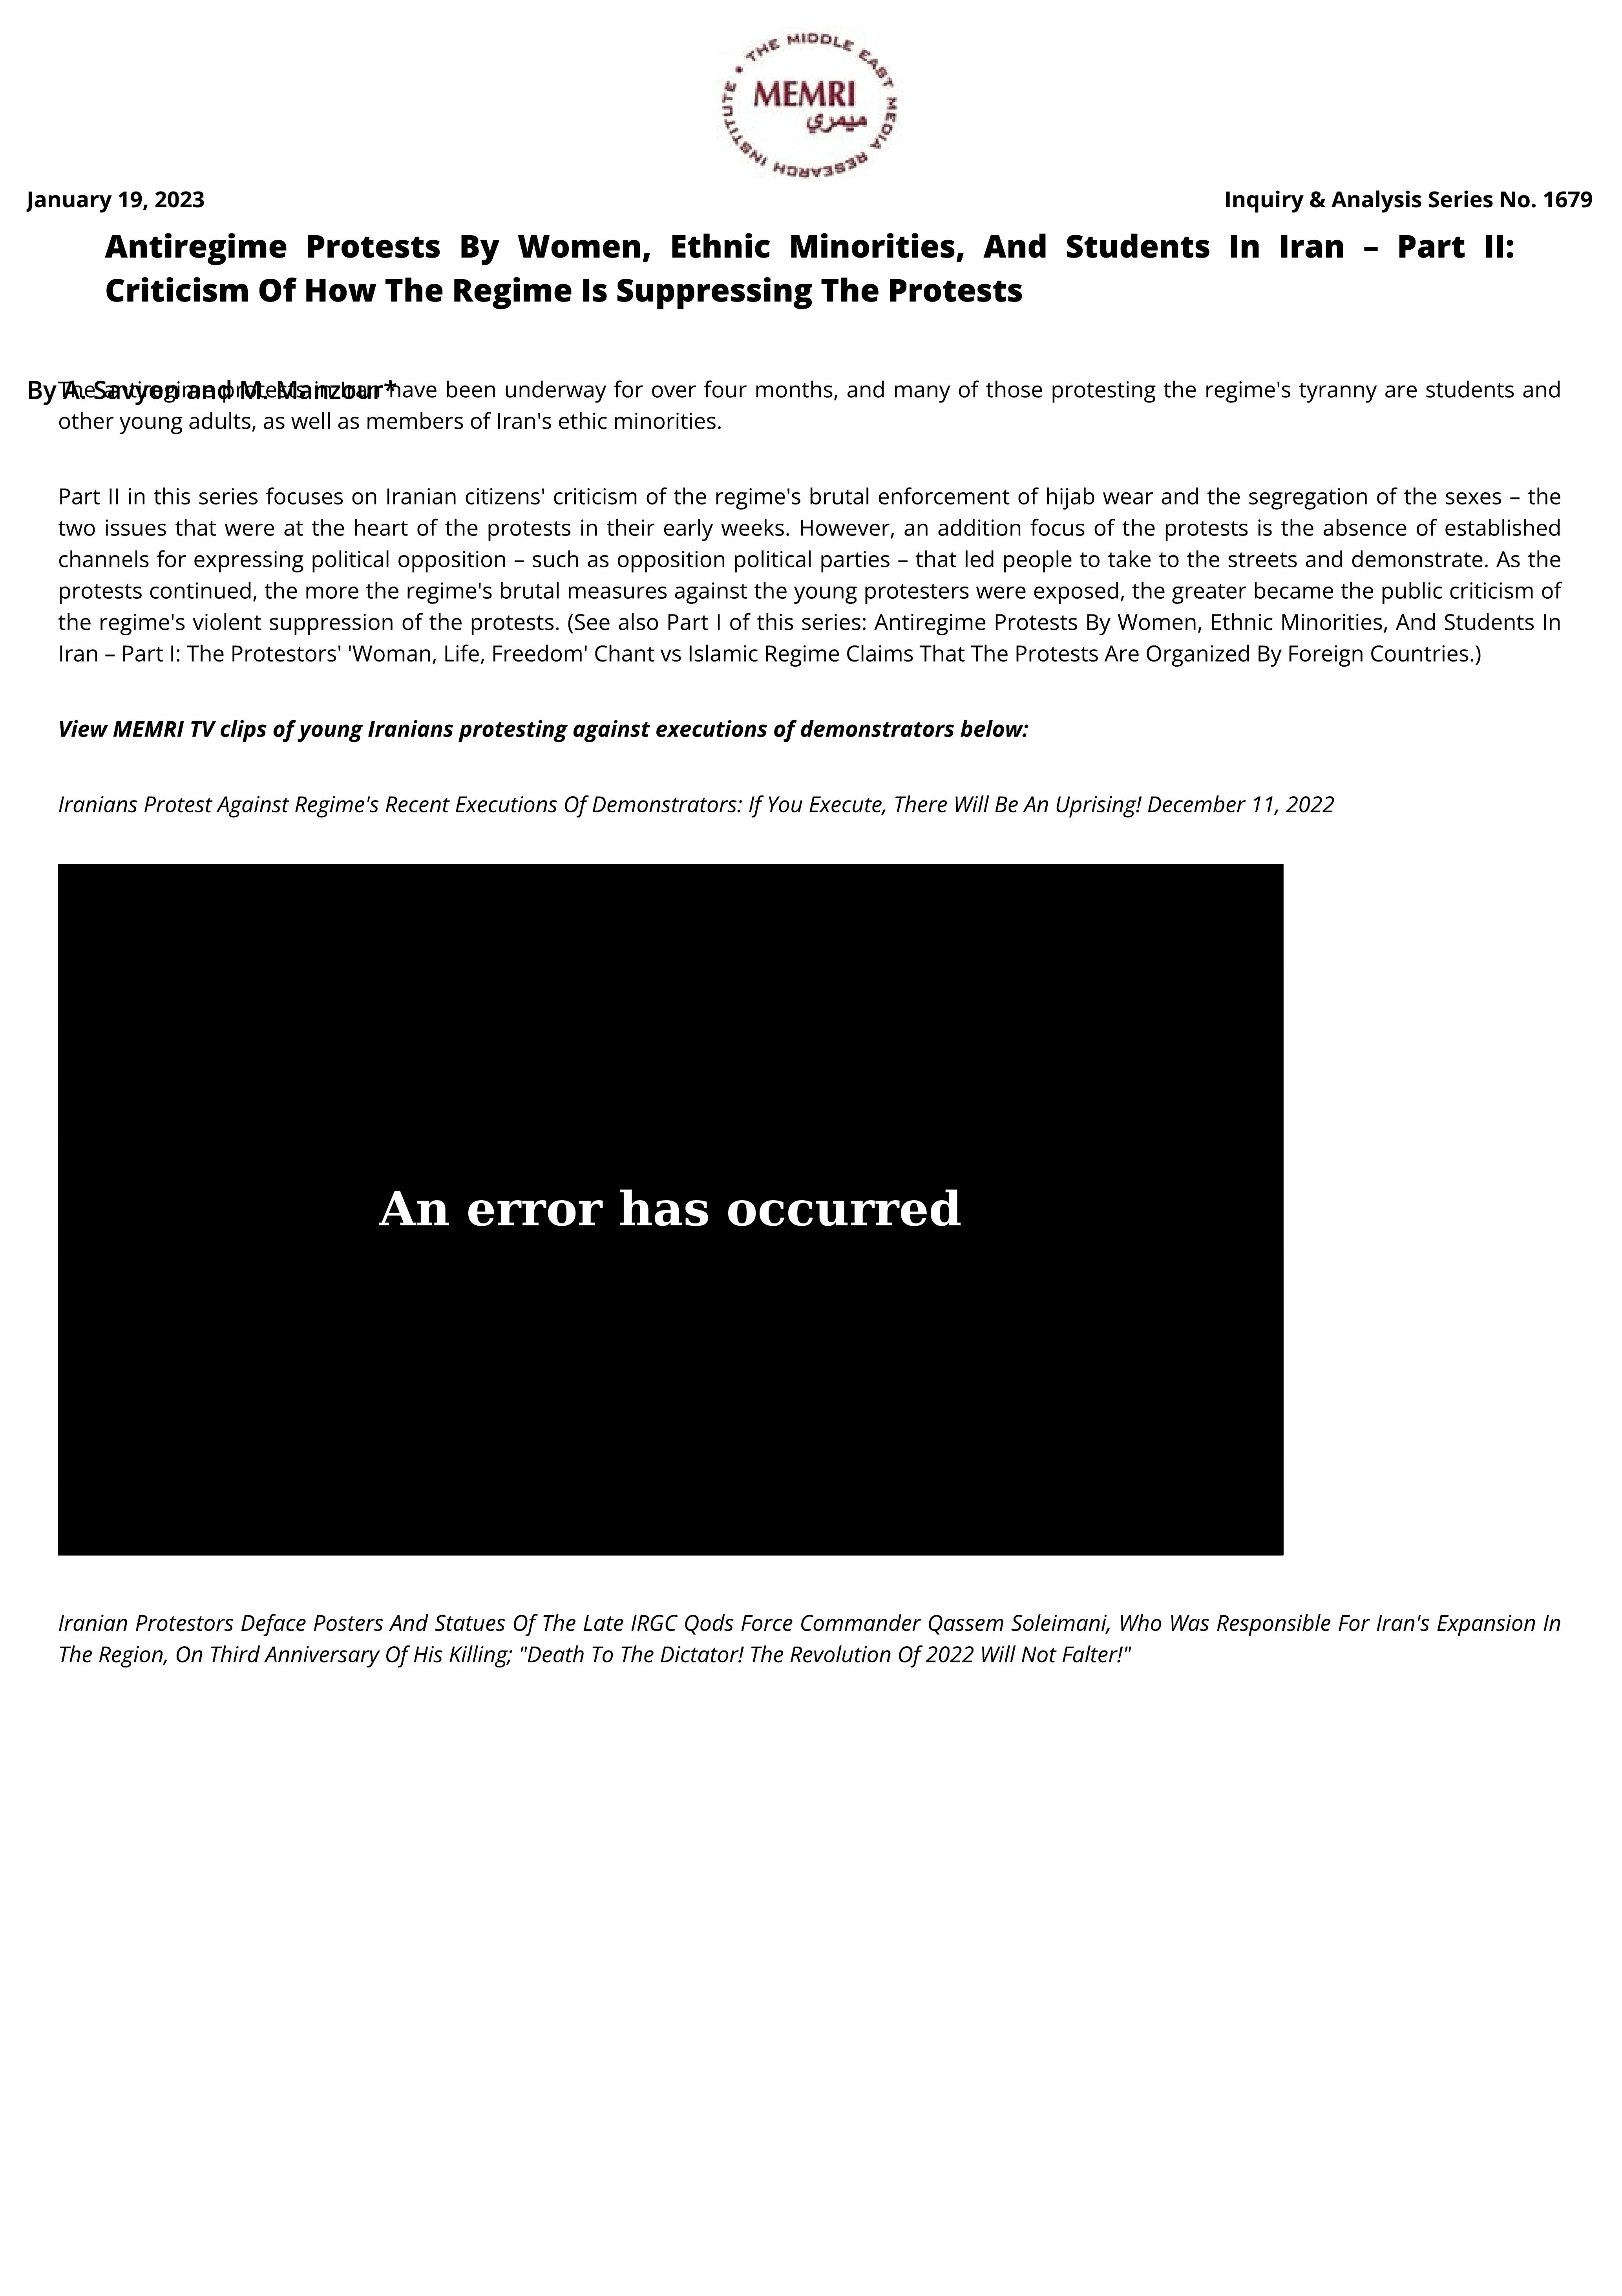 THE MIDDLE EAST MEDIA RESEARCH INSTITUTE
MEMRI
ميمري
January 19, 2023
Inquiry & Analysis Series No. 1679
Antiregime Protests By Women, Ethnic Minorities, And Students In Iran – Part II:
Criticism Of How The Regime Is Suppressing The Protests
By A. Savyon and M. Manzour*
The antiregime protests in Iran have been underway for over four months, and many of those protesting the regime's tyranny are students and
other young adults, as well as members of Iran's ethic minorities.
Part II in this series focuses on Iranian citizens' criticism of the regime's brutal enforcement of hijab wear and the segregation of the sexes – the
two issues that were at the heart of the protests in their early weeks. However, an addition focus of the protests is the absence of established
channels for expressing political opposition – such as opposition political parties – that led people to take to the streets and demonstrate. As the
protests continued, the more the regime's brutal measures against the young protesters were exposed, the greater became the public criticism of
the regime's violent suppression of the protests. (See also Part I of this series: Antiregime Protests By Women, Ethnic Minorities, And Students In
Iran – Part I: The Protestors' 'Woman, Life, Freedom' Chant vs Islamic Regime Claims That The Protests Are Organized By Foreign Countries.)
View MEMRI TV clips of young Iranians protesting against executions of demonstrators below:
Iranians Protest Against Regime's Recent Executions Of Demonstrators: If You Execute, There Will Be An Uprising! December 11, 2022
An error has occurred
Iranian Protestors Deface Posters And Statues Of The Late IRGC Qods Force Commander Qassem Soleimani, Who Was Responsible For Iran's Expansion In
The Region, On Third Anniversary Of His Killing; "Death To The Dictator! The Revolution Of 2022 Will Not Falter!"